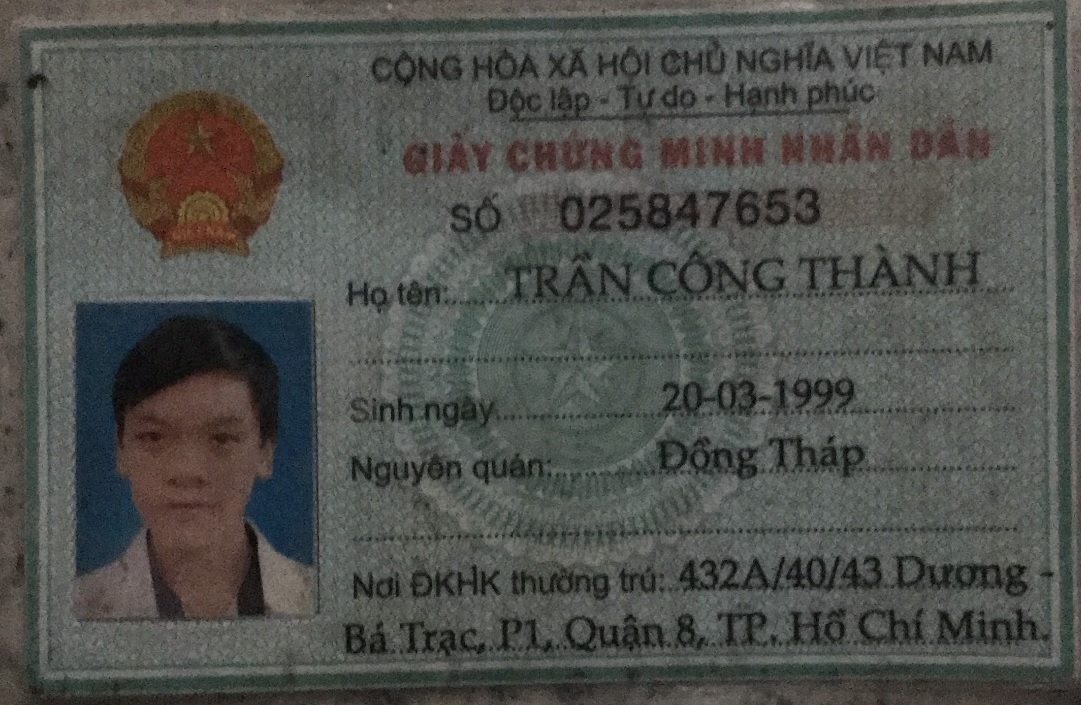 CỘNG HÒA XÃ HỘI CHỦ NGHĨA VIỆT NAM
Độc lập - Tự do - Hạnh phúc
GIẤY CHỨNG MINH NHÂN DÂN
SỐ 025847653
Họ tên: TRẦN CÔNG THÀNH
Sinh ngày 20-03-1999
Nguyên quán: Đồng Tháp
Nơi ĐKHK thường trú: 432A/40/43 Dương -
Bá Trạc, P1, Quận 8, TP. Hồ Chí Minh.